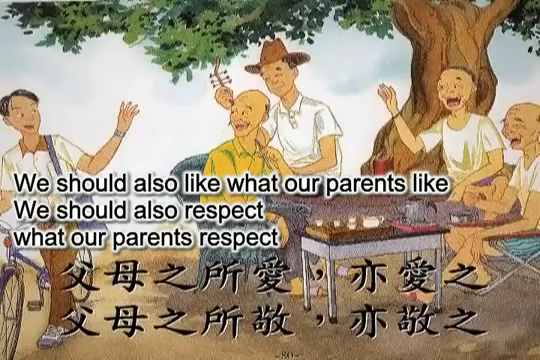 We should also like what our parents like
We should also respect
what our parents respect
父母之所愛，亦愛之
父母之所敬，亦敬之
-80-